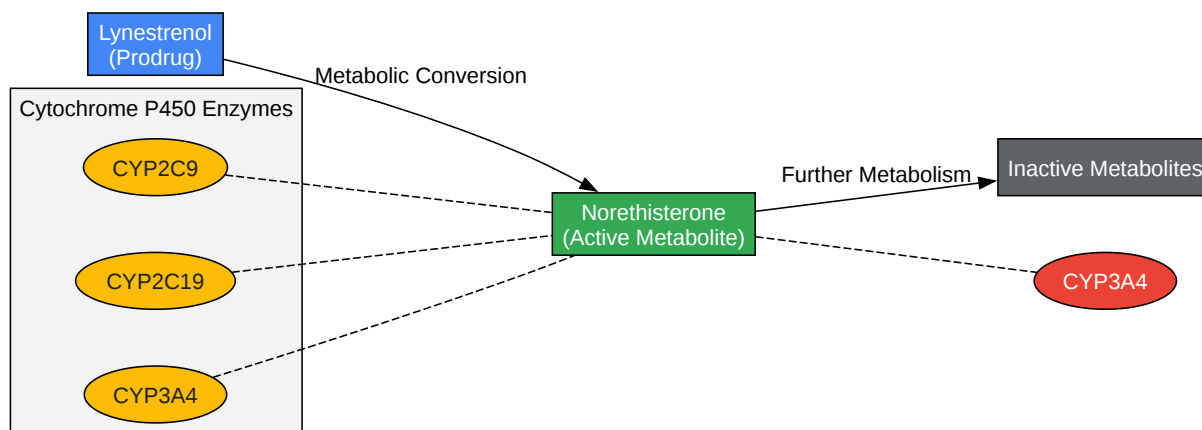 Lynestrenol
(Prodrug)
Metabolic Conversion
Cytochrome P450 Enzymes
CYP2C9
CYP2C19
CYP3A4
Norethisterone
(Active Metabolite)
Further Metabolism
Inactive Metabolites
CYP3A4